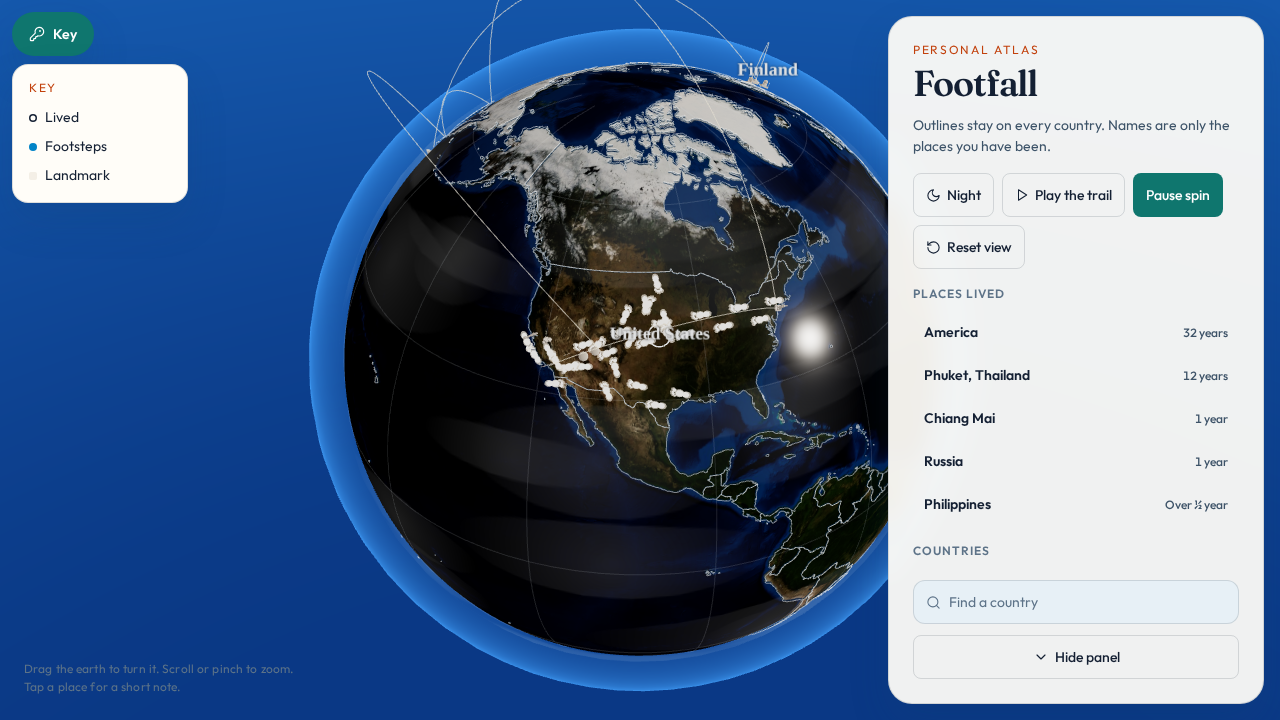 Key
KEY
Lived
Footsteps
Landmark
Finland
United States
Drag the earth to turn it. Scroll or pinch to zoom.
Tap a place for a short note.
PERSONAL ATLAS
Footfall
Outlines stay on every country. Names are only the
places you have been.
Night
Play the trail
Pause spin
Reset view
PLACES LIVED
America 32 years
Phuket, Thailand 12 years
Chiang Mai 1 year
Russia 1 year
Philippines Over ½ year
COUNTRIES
Find a country
Hide panel